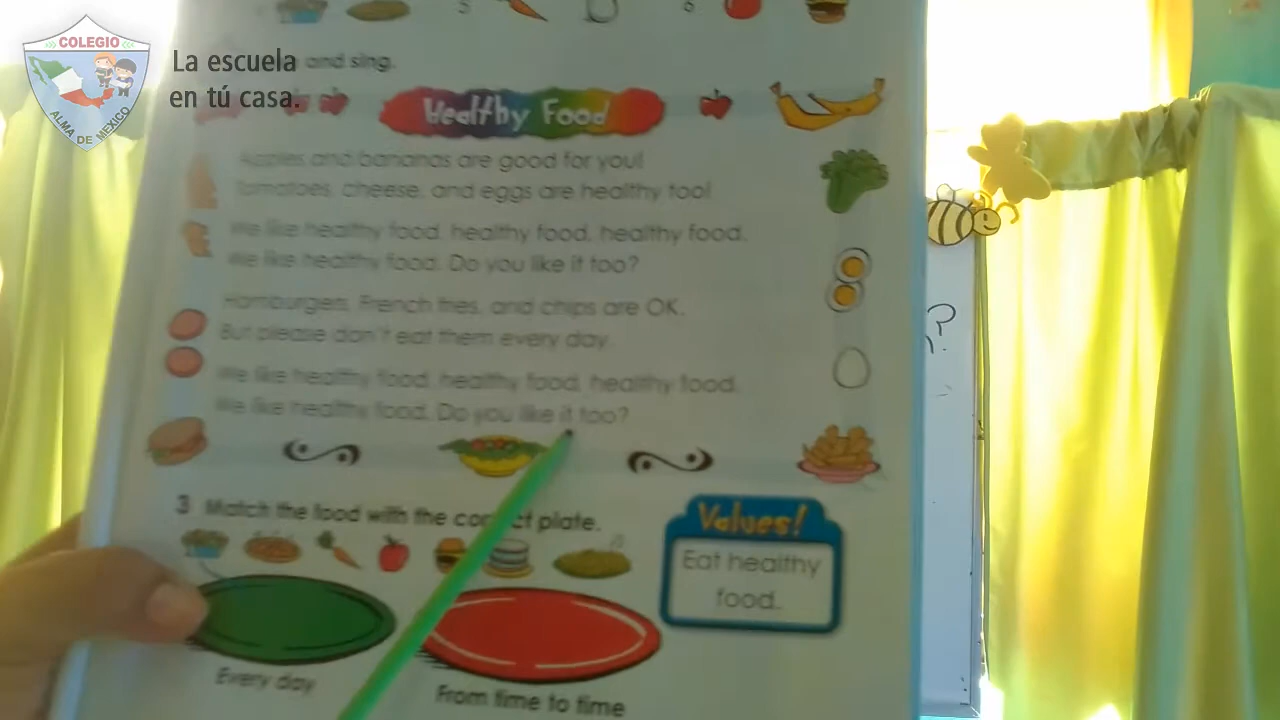 COLEGIO
ALMA DE MEXICO
La escuela
en tú casa.
5
6
and sing.
Healthy Food
Apples and bananas are good for you!
Tomatoes, cheese, and eggs are healthy too!
We like healthy food, healthy food, healthy food.
We like healthy food. Do you like it too?
Hamburgers, French fries, and chips are OK.
But please don't eat them every day.
We like healthy food, healthy food, healthy food.
We like healthy food. Do you like it too?
3 Match the food with the correct plate.
Values!
Eat healthy
food.
Every day
From time to time
?